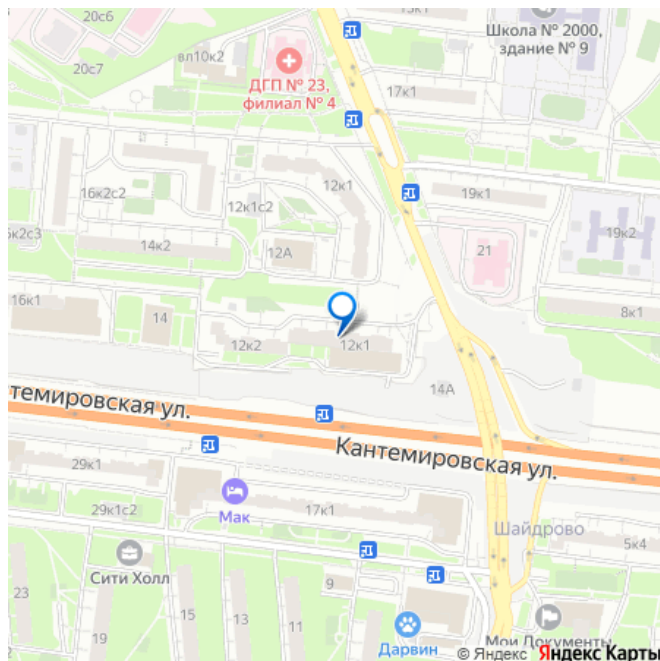 20с6
13к1
Школа № 2000,
здание № 9
20с7
вл10к2
ДГП № 23,
филиал № 4
17к1
12к1
16к2с2
19к1
12к1с2
6к2с3
14к2
12А
21
19к2
16к1
14
8к1
12к2
12к1
14А
темировская ул.
Кантемировская ул.
29к1
29к1с2
Мак
17к1
Шайдрово
5к4
Сити Холл
23
15
13
9
11
19
Дарвин
Мои Документы
© Яндекс Яндекс Карты